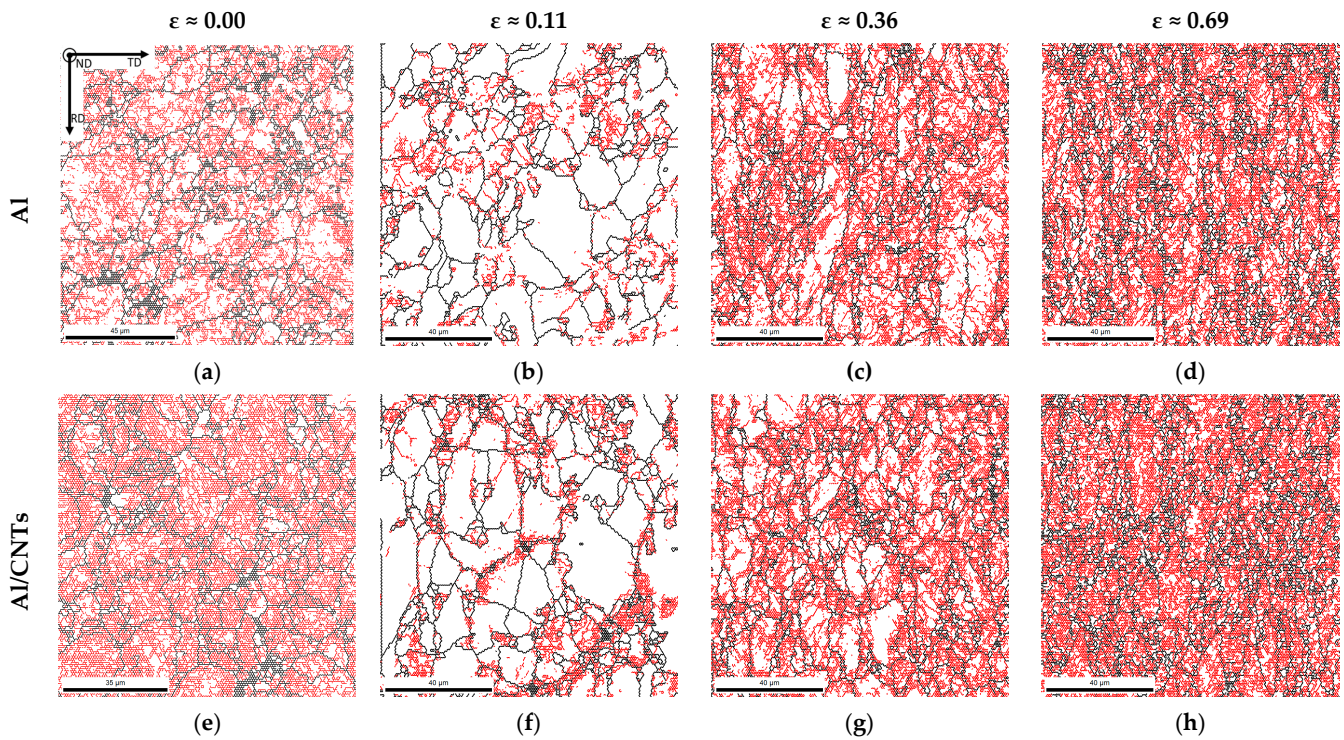 ε ≈ 0.00 ε ≈ 0.11 ε ≈ 0.36 ε ≈ 0.69
Al
ND TD
RD
45 µm 40 µm 40 µm 40 µm
(a) (b) (c) (d)
Al/CNTs
35 µm 40 µm 40 µm 40 µm
(e) (f) (g) (h)